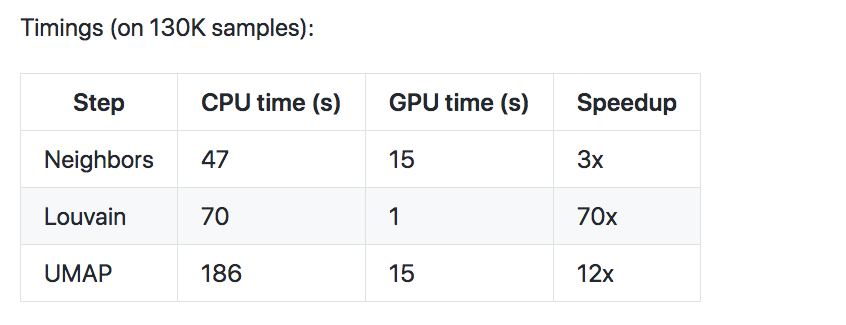 Timings (on 130K samples):
Step CPU time (s) GPU time (s) Speedup
Neighbors 47 15 3x
Louvain 70 1 70x
UMAP 186 15 12x